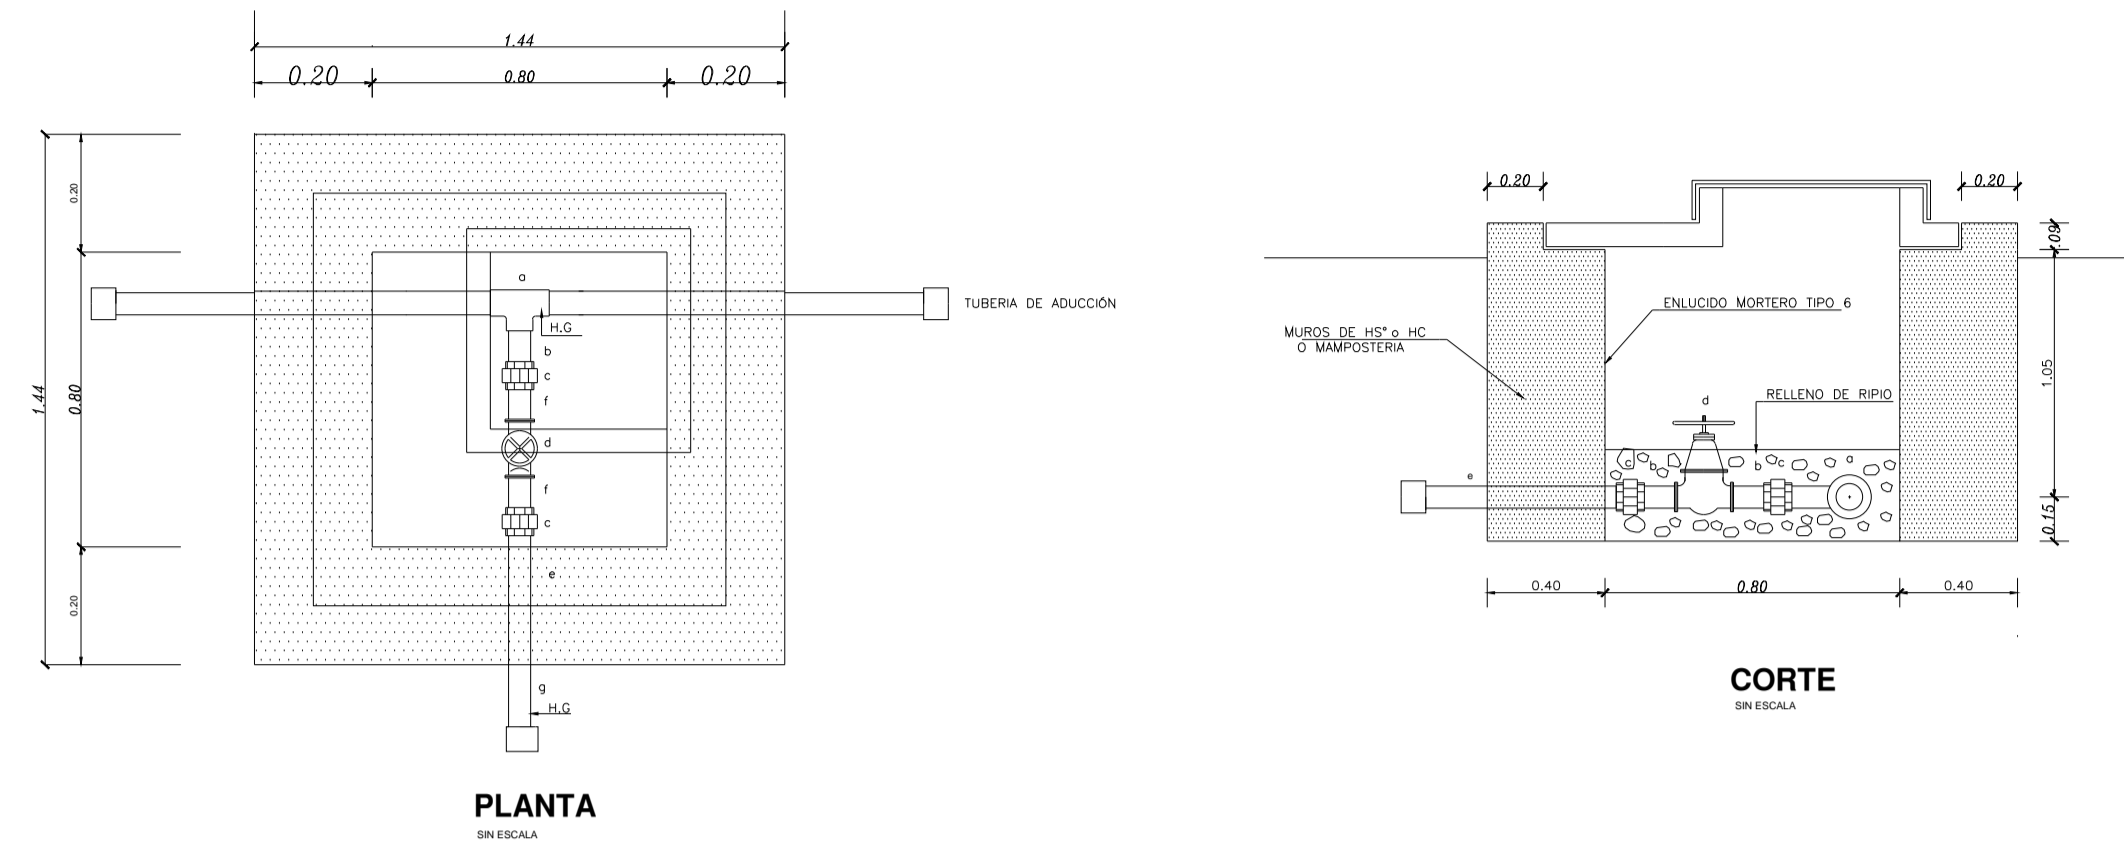 1.44
0.20
0.80
0.20
0.20
1.44
0.80
0.20
a
H.G
b
c
f
d
f
c
e
g
H.G
TUBERIA DE ADUCCIÓN
PLANTA
SIN ESCALA
0.20
0.20
.09
ENLUCIDO MORTERO TIPO 6
MUROS DE HS° o HC
O MAMPOSTERIA
1.05
RELLENO DE RIPIO
d
c
b
b
c
a
e
0.15
0.40
0.80
0.40
CORTE
SIN ESCALA